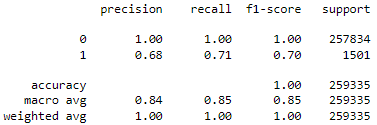 precision recall f1-score support
0 1.00 1.00 1.00 257834
1 0.68 0.71 0.70 1501
accuracy 1.00 259335
macro avg 0.84 0.85 0.85 259335
weighted avg 1.00 1.00 1.00 259335